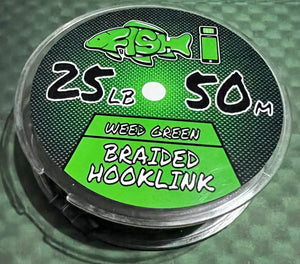 FISH
25LB 50M
WEED GREEN
BRAIDED
HOOKLINK